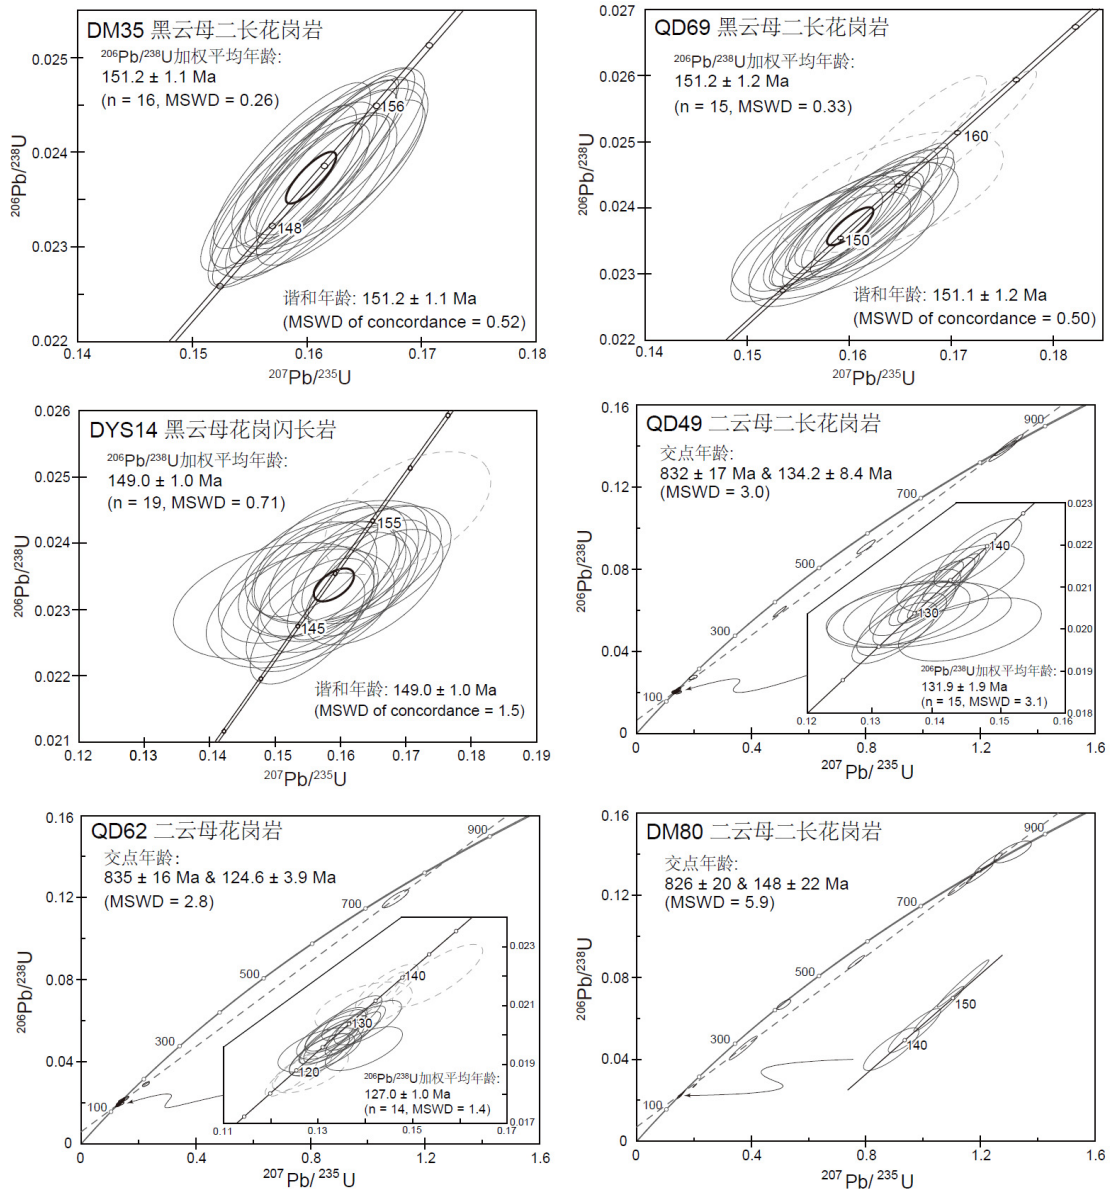 DM35 黑云母二长花岗岩
206Pb/238U加权平均年龄:
151.2 ± 1.1 Ma
(n = 16, MSWD = 0.26)
0.025
0.024
0.023
0.022
206Pb/238U
156
148
谐和年龄: 151.2 ± 1.1 Ma
(MSWD of concordance = 0.52)
0.14
0.15
0.16
0.17
0.18
207Pb/235U
QD69 黑云母二长花岗岩
206Pb/238U加权平均年龄:
151.2 ± 1.2 Ma
(n = 15, MSWD = 0.33)
0.027
0.026
0.025
0.024
0.023
0.022
206Pb/238U
160
150
谐和年龄: 151.1 ± 1.2 Ma
(MSWD of concordance = 0.50)
0.14
0.15
0.16
0.17
0.18
207Pb/235U
DYS14 黑云母花岗闪长岩
206Pb/238U加权平均年龄:
149.0 ± 1.0 Ma
(n = 19, MSWD = 0.71)
0.026
0.025
0.024
0.023
0.022
0.021
206Pb/238U
155
145
谐和年龄: 149.0 ± 1.0 Ma
(MSWD of concordance = 1.5)
0.12
0.13
0.14
0.15
0.16
0.17
0.18
0.19
207Pb/235U
QD49 二云母二长花岗岩
交点年龄:
832 ± 17 Ma & 134.2 ± 8.4 Ma
(MSWD = 3.0)
0.16
0.12
0.08
0.04
0
206Pb/238U
900
700
500
300
100
0.023
0.022
0.021
0.020
0.019
0.018
140
130
206Pb/238U加权平均年龄:
131.9 ± 1.9 Ma
(n = 15, MSWD = 3.1)
0.12
0.13
0.14
0.15
0.16
0
0.4
0.8
1.2
1.6
207Pb/ 235U
QD62 二云母花岗岩
交点年龄:
835 ± 16 Ma & 124.6 ± 3.9 Ma
(MSWD = 2.8)
0.16
0.12
0.08
0.04
0
206Pb/238U
900
700
500
300
100
0.023
0.021
0.019
0.017
140
130
120
206Pb/238U加权平均年龄:
127.0 ± 1.0 Ma
(n = 14, MSWD = 1.4)
0.11
0.13
0.15
0.17
0
0.4
0.8
1.2
1.6
207Pb/ 235U
DM80 二云母二长花岗岩
交点年龄:
826 ± 20 & 148 ± 22 Ma
(MSWD = 5.9)
0.16
0.12
0.08
0.04
0
206Pb/238U
900
700
500
300
100
150
140
0
0.4
0.8
1.2
1.6
207Pb/ 235U